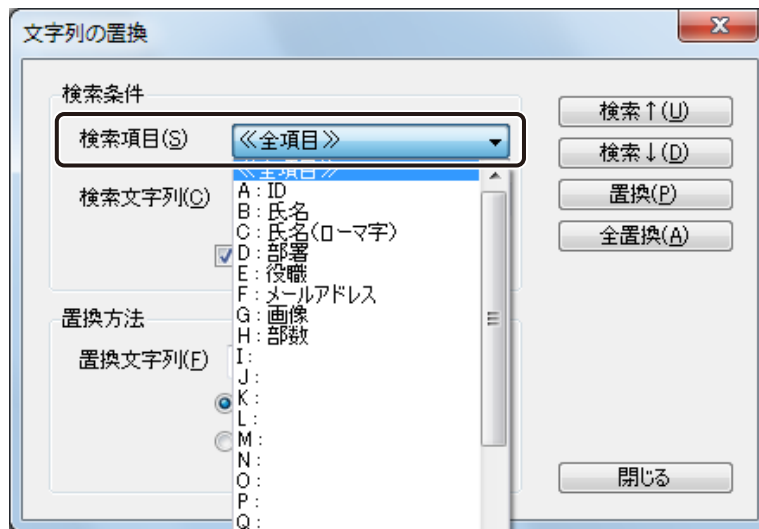 文字列の置換
検索条件
検索項目(S)
≪全項目≫
検索文字列(C)
≪全項目≫
A : ID
B : 氏名
C : 氏名(ローマ字)
D : 部署
E : 役職
F : メールアドレス
G : 画像
H : 部数
I :
J :
K :
L :
M :
N :
O :
P :
Q :
置換方法
置換文字列(F)
検索↑(U)
検索↓(D)
置換(P)
全置換(A)
閉じる